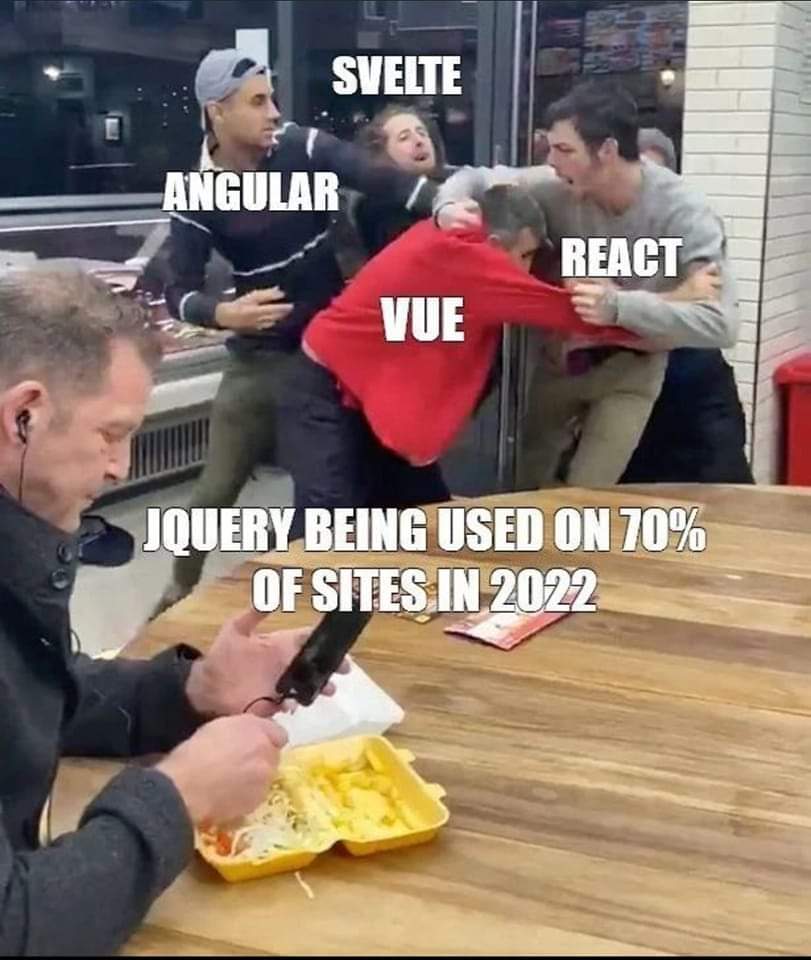 SVELTE
ANGULAR
REACT
VUE
JQUERY BEING USED ON 70%
OF SITES IN 2022